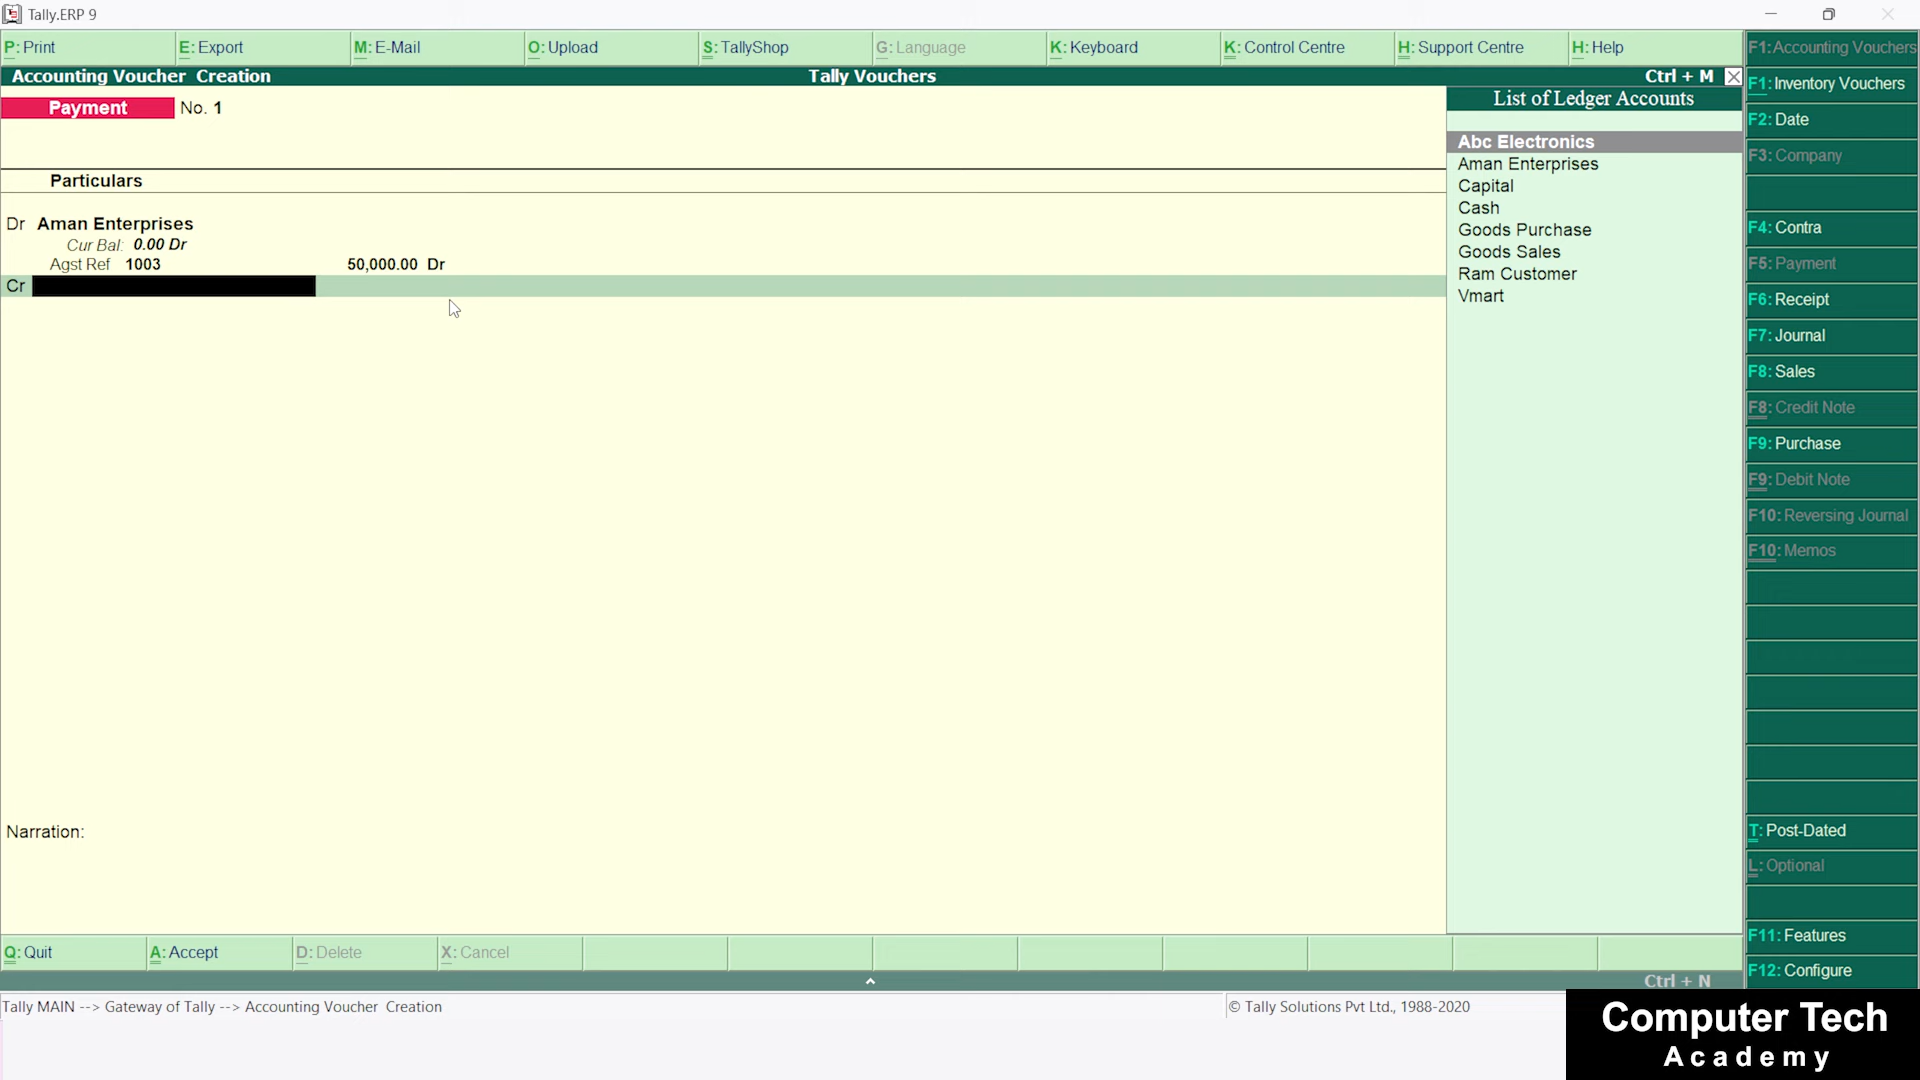 Tally.ERP 9
P: Print E: Export M: E-Mail O: Upload S: TallyShop G: Language K: Keyboard K: Control Centre H: Support Centre H: Help
Accounting Voucher Creation Tally Vouchers Ctrl + M
Payment No. 1
Particulars
Dr Aman Enterprises
Cur Bal: 0.00 Dr
Agst Ref 1003 50,000.00 Dr
Cr
Narration:
List of Ledger Accounts
Abc Electronics
Aman Enterprises
Capital
Cash
Goods Purchase
Goods Sales
Ram Customer
Vmart
F1: Accounting Vouchers
F1: Inventory Vouchers
F2: Date
F3: Company
F4: Contra
F5: Payment
F6: Receipt
F7: Journal
F8: Sales
F8: Credit Note
F9: Purchase
F9: Debit Note
F10: Reversing Journal
F10: Memos
T: Post-Dated
L: Optional
F11: Features
F12: Configure
Q: Quit A: Accept D: Delete X: Cancel
Ctrl + N
Tally MAIN --> Gateway of Tally --> Accounting Voucher Creation © Tally Solutions Pvt Ltd., 1988-2020
Computer Tech
Academy